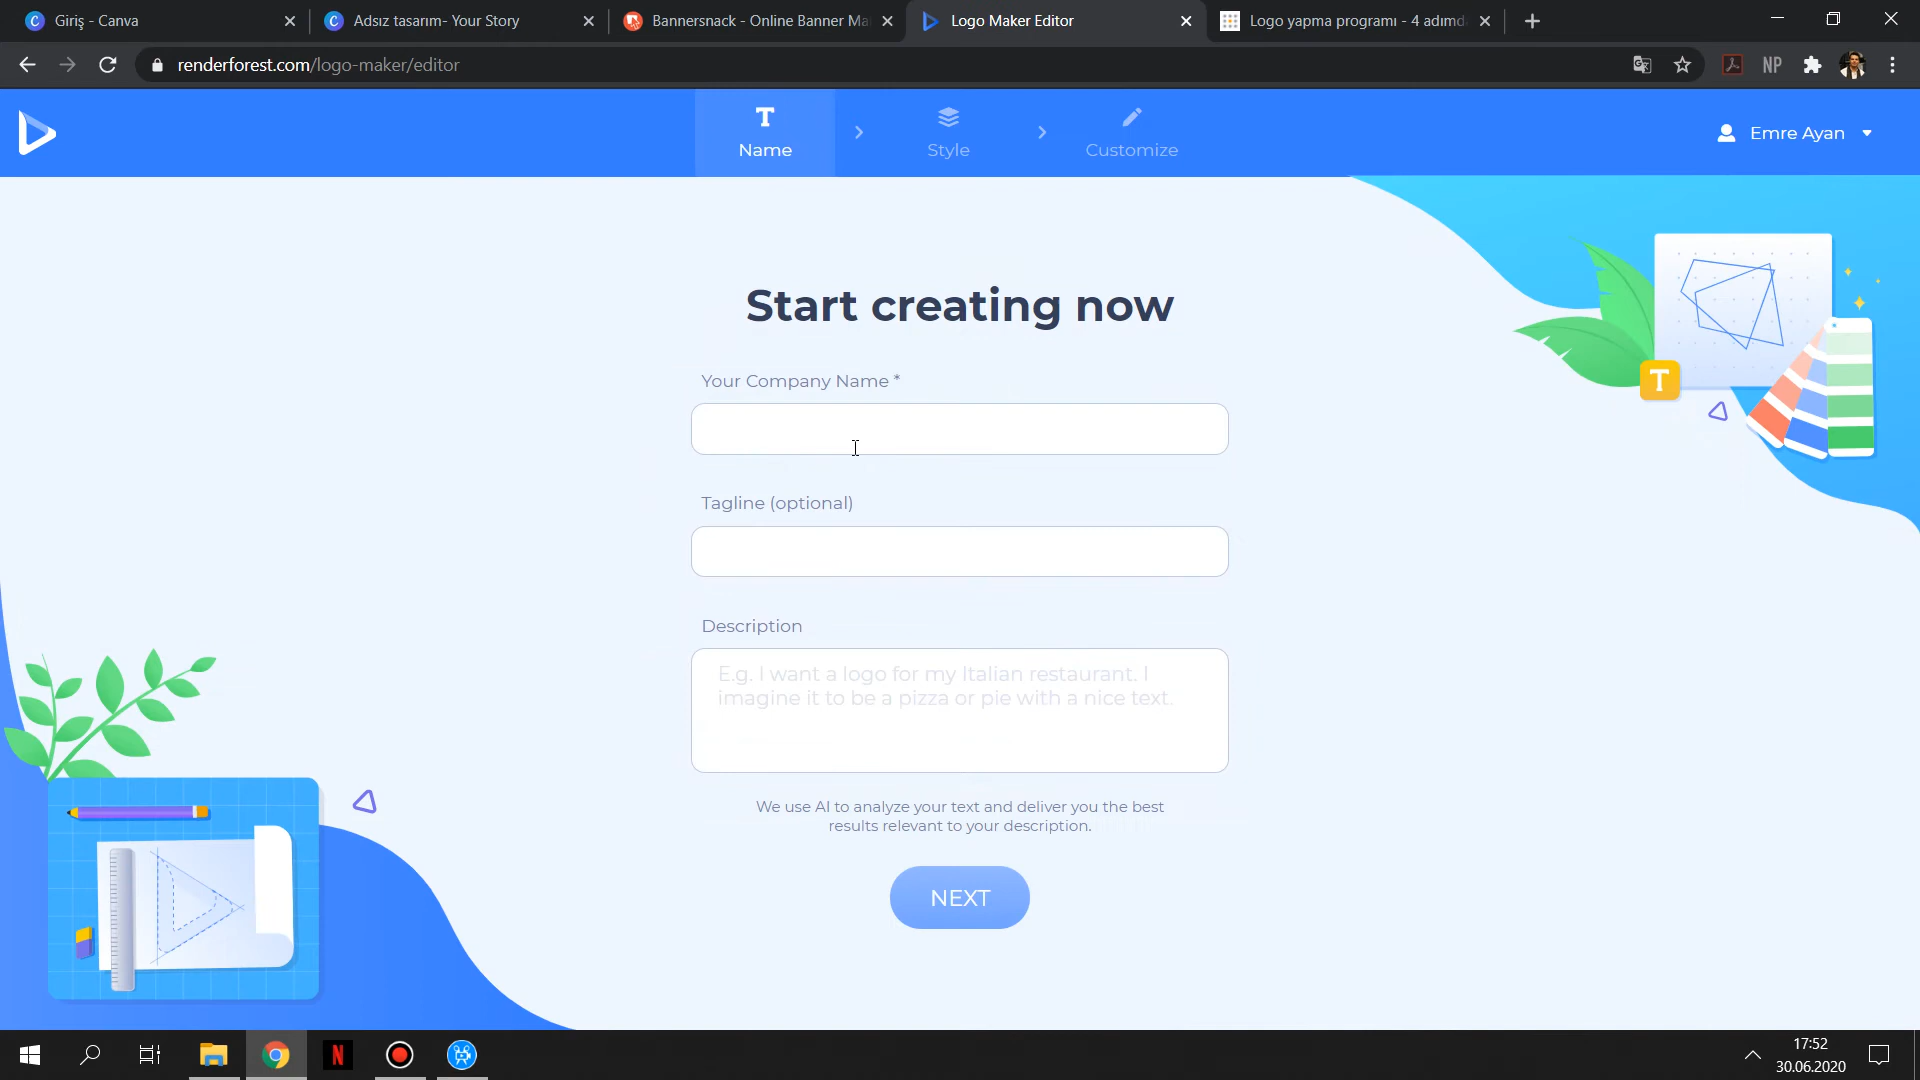 Giriş - Canva
Adsız tasarım- Your Story
Bannersnack - Online Banner Ma
Logo Maker Editor
Logo yapma programı - 4 adımd
renderforest.com/logo-maker/editor
NP
T
Name
Style
Customize
Emre Ayan
Start creating now
Your Company Name *
T
Tagline (optional)
Description
E.g. I want a logo for my Italian restaurant. I
imagine it to be a pizza or pie with a nice text.
We use AI to analyze your text and deliver you the best
results relevant to your description.
NEXT
N
17:52
30.06.2020